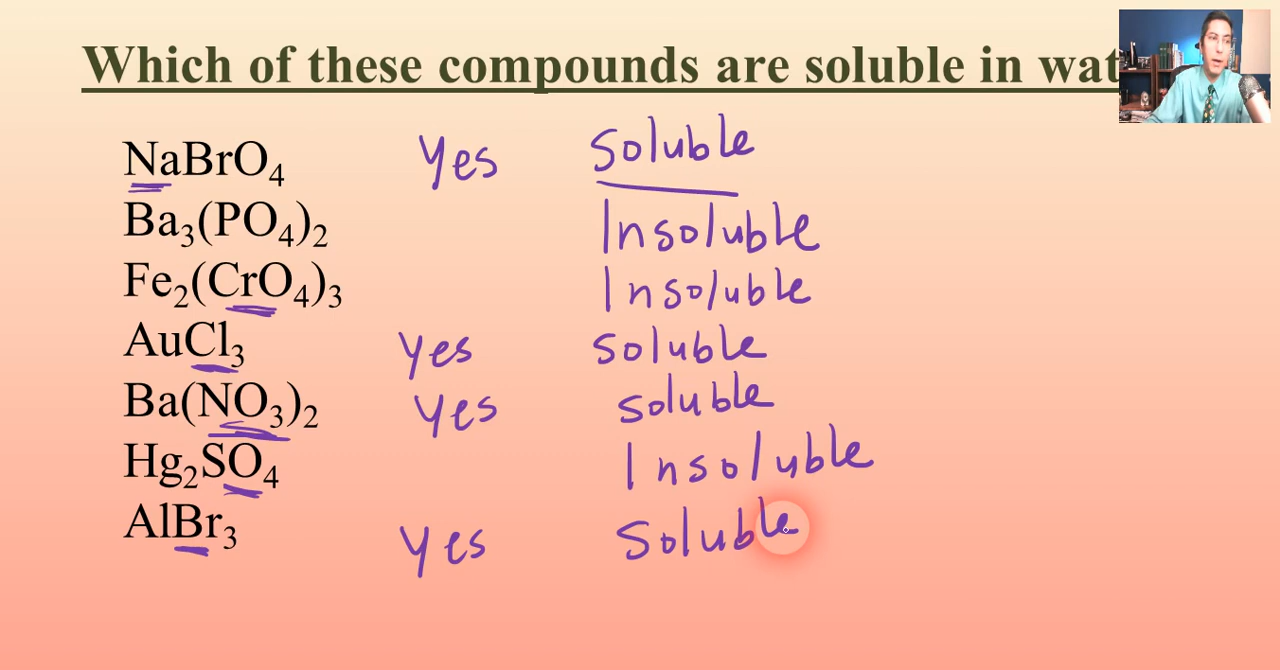 Which of these compounds are soluble in wat
NaBrO₄ Yes Soluble
Ba₃(PO₄)₂ Insoluble
Fe₂(CrO₄)₃ Insoluble
AuCl₃ yes soluble
Ba(NO₃)₂ Yes soluble
Hg₂SO₄ Insoluble
AlBr₃ Yes Soluble